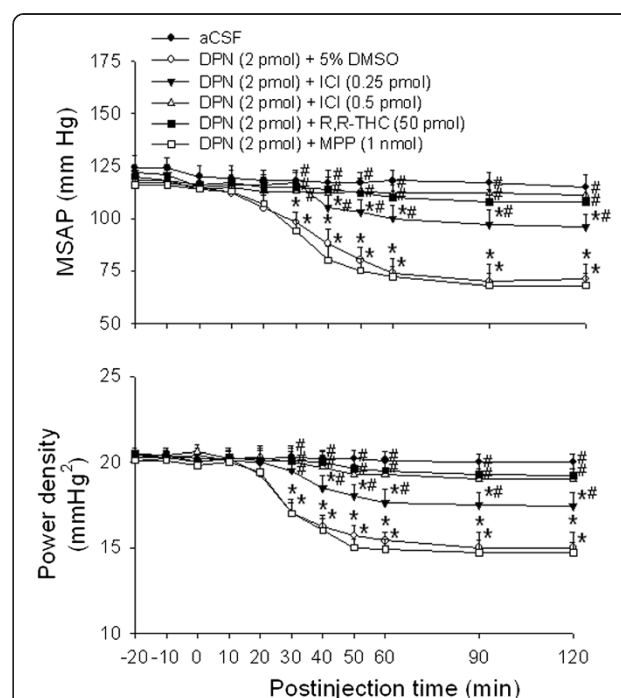 aCSF
DPN (2 pmol) + 5% DMSO
DPN (2 pmol) + ICI (0.25 pmol)
DPN (2 pmol) + ICI (0.5 pmol)
DPN (2 pmol) + R,R-THC (50 pmol)
DPN (2 pmol) + MPP (1 nmol)
MSAP (mm Hg)
175
150
125
100
75
50
Power density
(mmHg²)
25
20
15
10
-20 -10 0 10 20 30 40 50 60 90 120
Postinjection time (min)